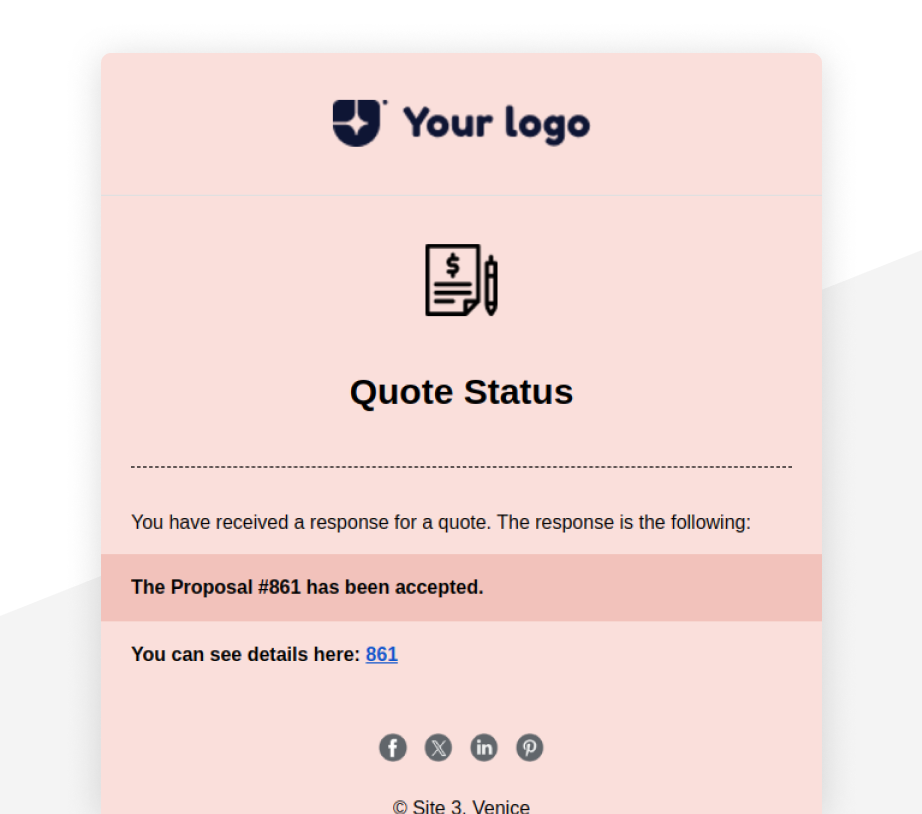 Your logo
$
Quote Status
You have received a response for a quote. The response is the following:
The Proposal #861 has been accepted.
You can see details here: 861
f X in P
© Site 3, Venice